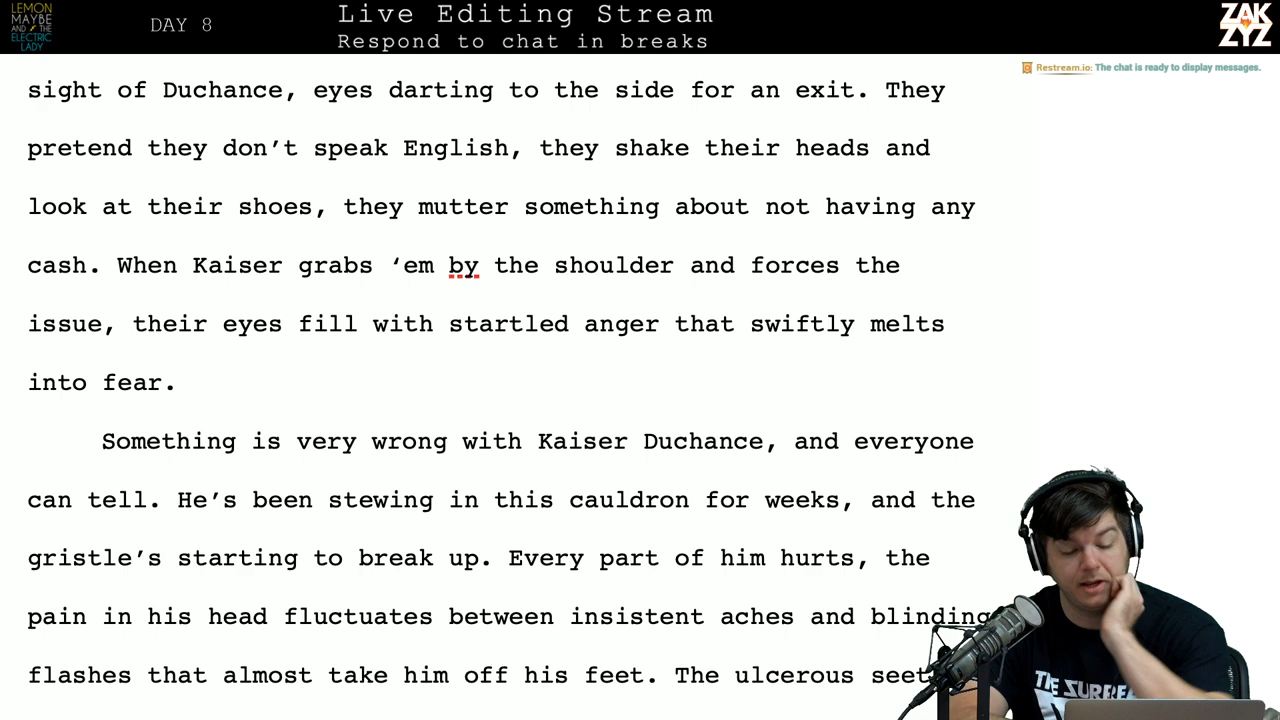 LEMON
MAYBE
AND THE
ELECTRIC
LADY
DAY 8
Live Editing Stream
Respond to chat in breaks
ZAK
ZYZ
Restream.io: The chat is ready to display messages.
sight of Duchance, eyes darting to the side for an exit. They
pretend they don’t speak English, they shake their heads and
look at their shoes, they mutter something about not having any
cash. When Kaiser grabs ‘em by the shoulder and forces the
issue, their eyes fill with startled anger that swiftly melts
into fear.
Something is very wrong with Kaiser Duchance, and everyone
can tell. He’s been stewing in this cauldron for weeks, and the
gristle’s starting to break up. Every part of him hurts, the
pain in his head fluctuates between insistent aches and blinding
flashes that almost take him off his feet. The ulcerous
THE